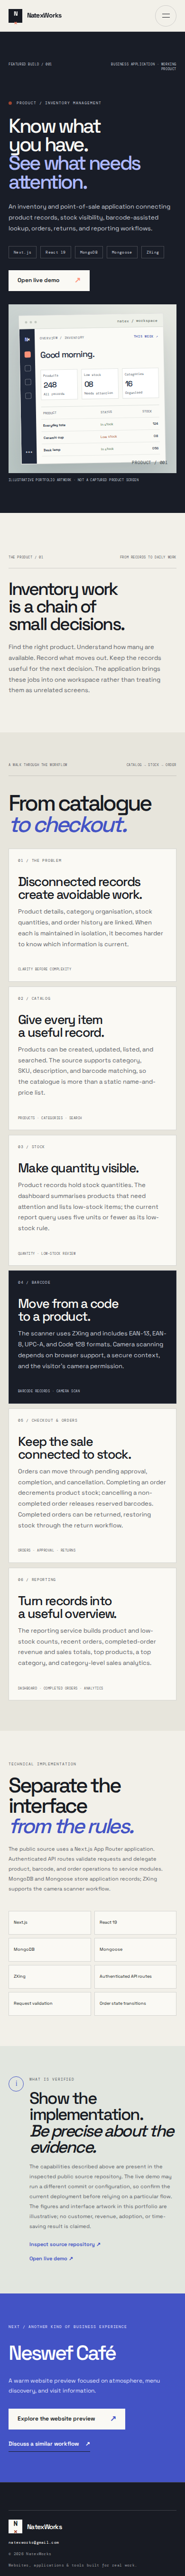 N
NatexWorks
FEATURED BUILD / 001
BUSINESS APPLICATION · WORKING
PRODUCT
PRODUCT / INVENTORY MANAGEMENT
Know what
you have.
See what needs
attention.
An inventory and point-of-sale application connecting
product records, stock visibility, barcode-assisted
lookup, orders, returns, and reporting workflows.
Next.js
React 19
MongoDB
Mongoose
ZXing
Open live demo ↗
THIS WEEK
Good morning.
Products
248
Low stock
08
Needs attention
Categories
16
Organized
PRODUCT
PRODUCT / 001
ILLUSTRATIVE PORTFOLIO ARTWORK · NOT A CAPTURED PRODUCT SCREEN
THE PRODUCT / 01
FROM RECORDS TO DAILY WORK
Inventory work
is a chain of
small decisions.
Find the right product. Understand how many are
available. Record what moves out. Keep the records
useful for the next decision. The application brings
these jobs into one workspace rather than treating
them as unrelated screens.
A WALK THROUGH THE WORKFLOW
CATALOG → STOCK → ORDER
From catalogue
to checkout.
01 / THE PROBLEM
Disconnected records
create avoidable work.
Product details, category organisation, stock
quantities, and order history are linked. When
each is maintained in isolation, it becomes harder
to know which information is current.
CLARITY BEFORE COMPLEXITY
02 / CATALOG
Give every item
a useful record.
Products can be created, updated, listed, and
searched. The source supports category,
SKU, description, and barcode matching, so
the catalogue is more than a static name-and-
price list.
PRODUCTS · CATEGORIES · SEARCH
03 / STOCK
Make quantity visible.
Product records hold stock quantities. The
dashboard summarises products that need
attention and lists low-stock items; the current
report query uses five units or fewer as its low-
stock rule.
QUANTITY · LOW-STOCK REVIEW
04 / BARCODE
Move from a code
to a product.
The scanner uses ZXing and includes EAN-13, EAN-
8, UPC-A, and Code 128 formats. Camera scanning
depends on browser support, a secure context,
and the visitor's camera permission.
BARCODE RECORDS · CAMERA SCAN
05 / CHECKOUT & ORDERS
Keep the sale
connected to stock.
Orders can move through pending, approval,
completion, and cancellation. Completing an order
decrements product stock; cancelling a non-
completed order releases reserved barcodes.
Completed orders can be returned, restoring
stock through the return workflow.
ORDERS · APPROVAL · RETURNS
06 / REPORTING
Turn records into
a useful overview.
The reporting service builds product and low-
stock counts, recent orders, completed-order
revenue and sales totals, top products, a top
category, and category-level sales analytics.
DASHBOARD · COMPLETED ORDERS · ANALYTICS
TECHNICAL IMPLEMENTATION
Separate the
interface
from the rules.
The public source uses a Next.js App Router application.
Authenticated API routes validate requests and delegate
product, barcode, and order operations to service modules.
MongoDB and Mongoose store application records; ZXing
supports the camera scanner workflow.
Next.js
React 19
MongoDB
Mongoose
ZXing
Authenticated API routes
Request validation
Order state transitions
i
WHAT IS VERIFIED
Show the
implementation.
Be precise about the
evidence.
The capabilities described above are present in the
inspected public source repository. The live demo may
run a different commit or configuration, so confirm the
current deployment before relying on a particular flow.
The figures and interface artwork in this portfolio are
illustrative; no customer, revenue, adoption, or time-
saving result is claimed.
Inspect source repository ↗
Open live demo ↗
NEXT / ANOTHER KIND OF BUSINESS EXPERIENCE
Neswef Café
A warm website preview focused on atmosphere, menu
discovery, and visit information.
Explore the website preview ↗
Discuss a similar workflow ↗
N
NatexWorks
natexworks@gmail.com
© 2026 NatexWorks
Websites, applications & tools built for real work.